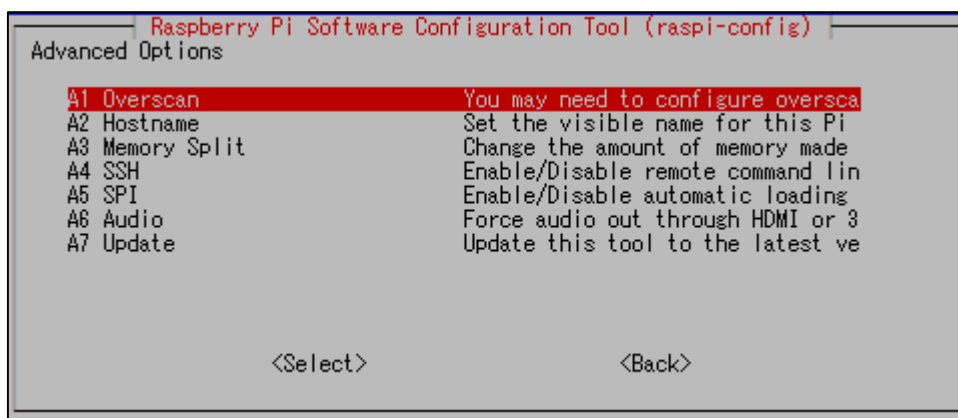 Raspberry Pi Software Configuration Tool (raspi-config)
Advanced Options
A1 Overscan You may need to configure oversca
A2 Hostname Set the visible name for this Pi
A3 Memory Split Change the amount of memory made
A4 SSH Enable/Disable remote command lin
A5 SPI Enable/Disable automatic loading
A6 Audio Force audio out through HDMI or 3
A7 Update Update this tool to the latest ve
<Select> <Back>